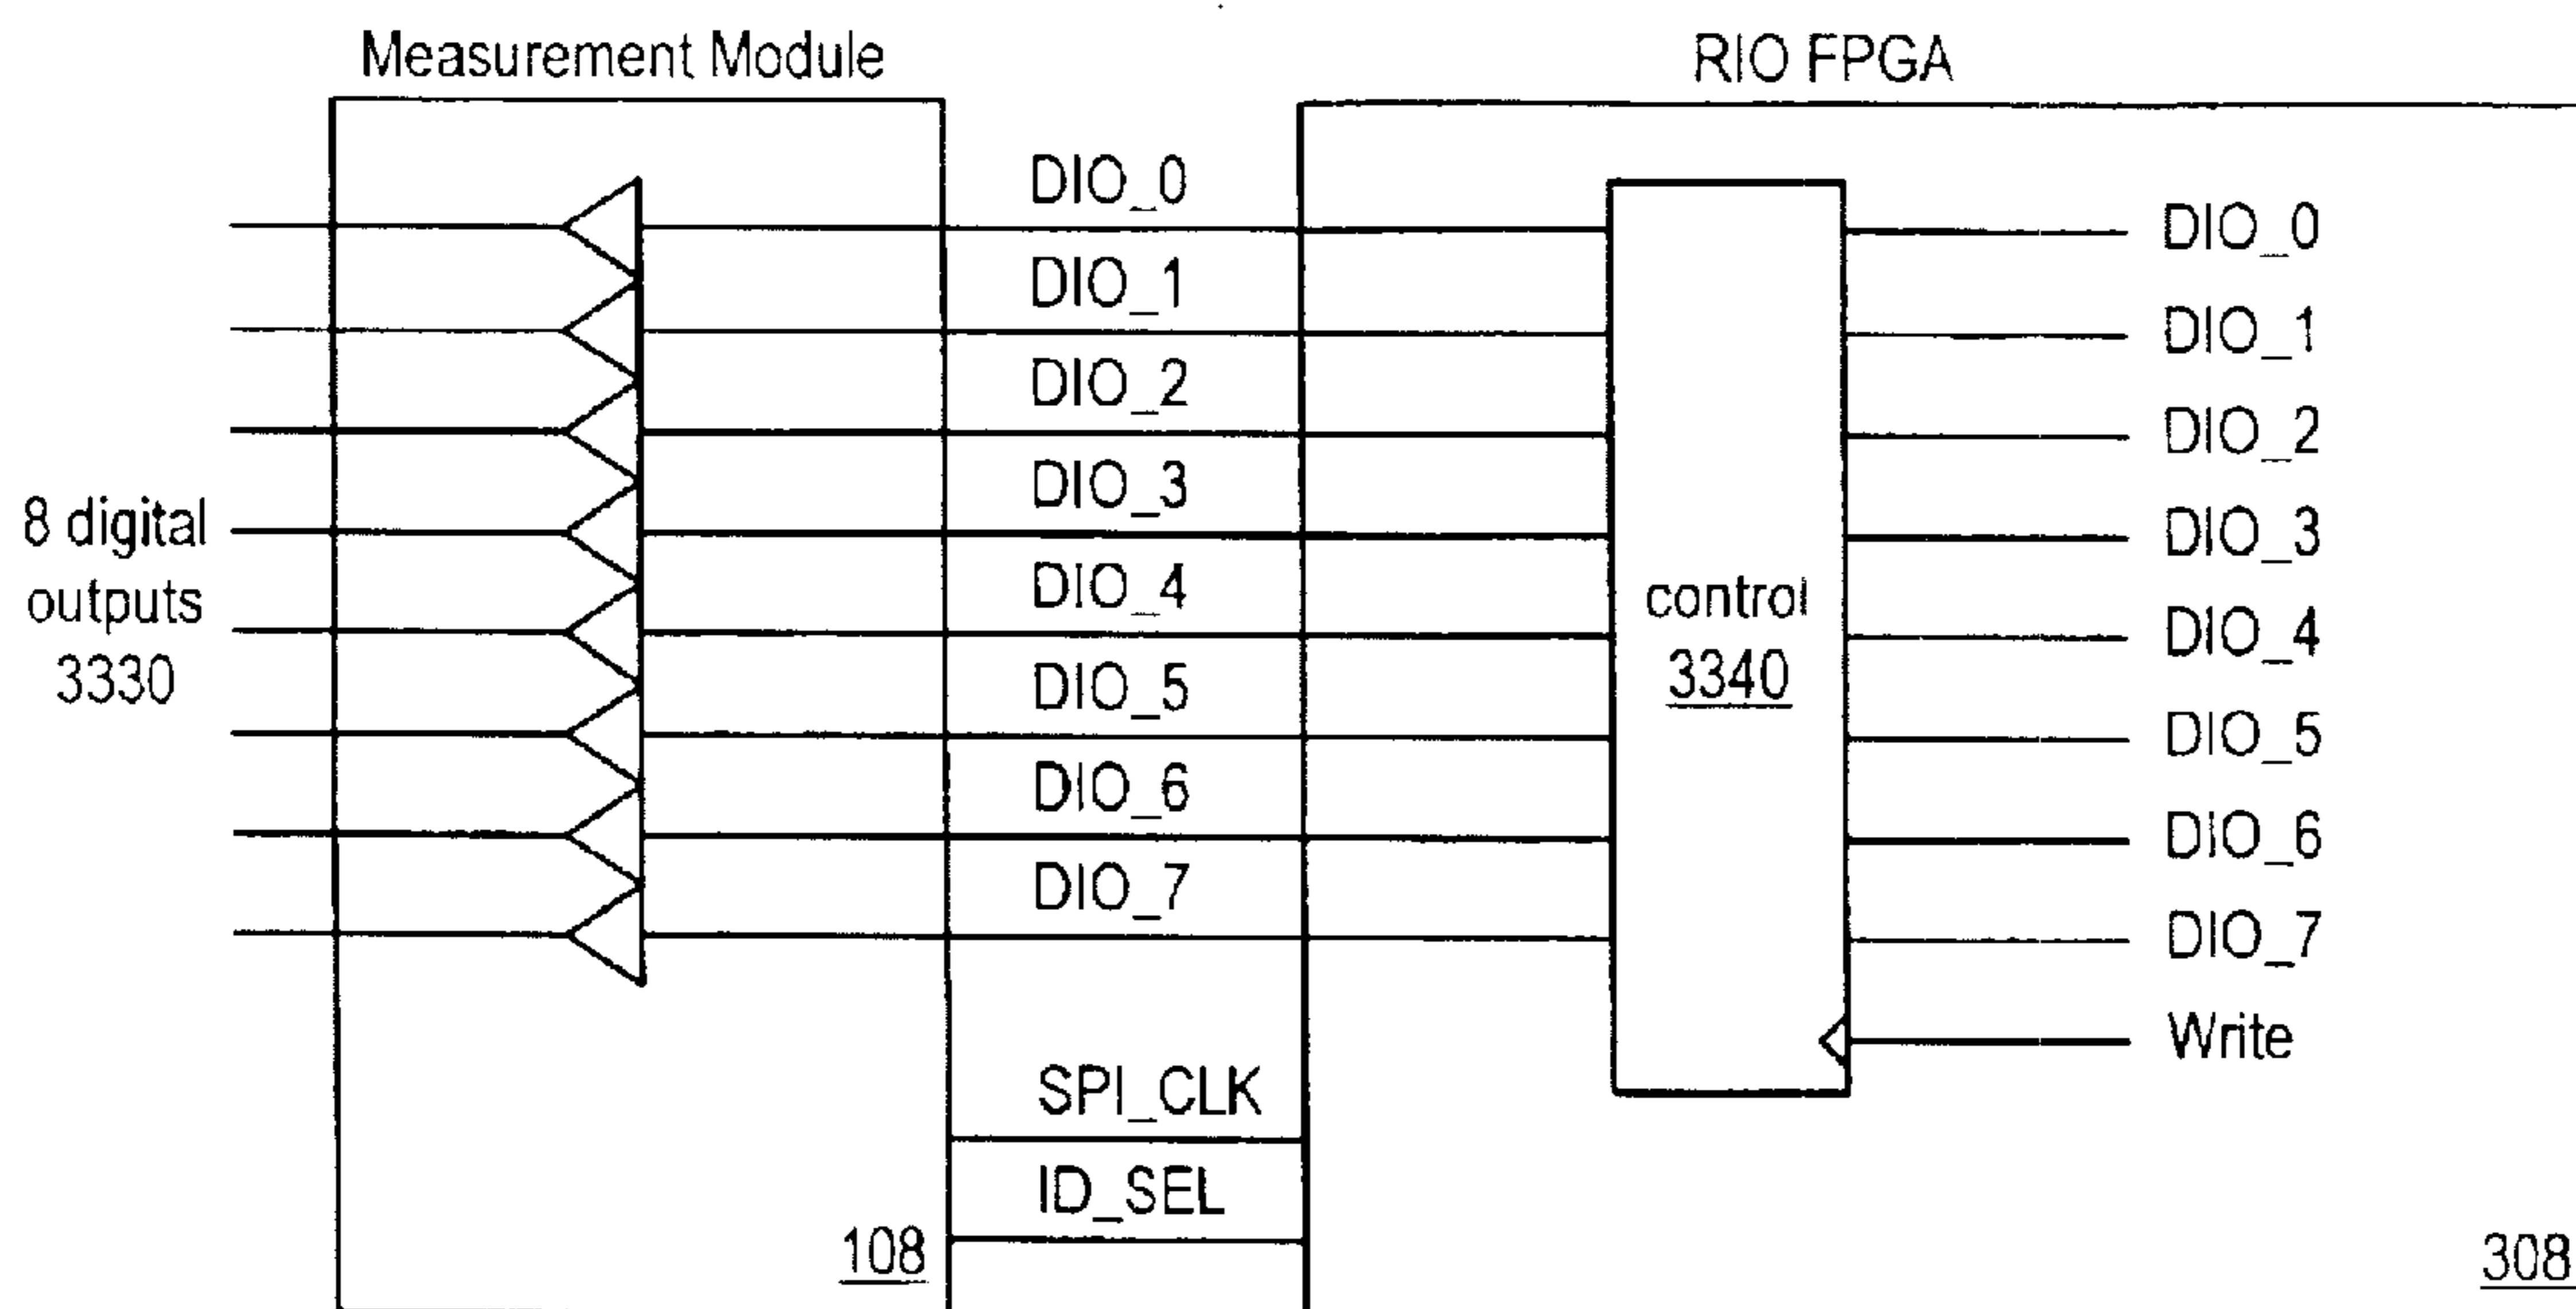 Measurement Module
RIO FPGA
DIO_0
DIO_1
DIO_2
DIO_3
DIO_4
DIO_5
DIO_6
DIO_7
SPI_CLK
ID_SEL
8 digital
outputs
3330
control
3340
DIO_0
DIO_1
DIO_2
DIO_3
DIO_4
DIO_5
DIO_6
DIO_7
Write
108
308